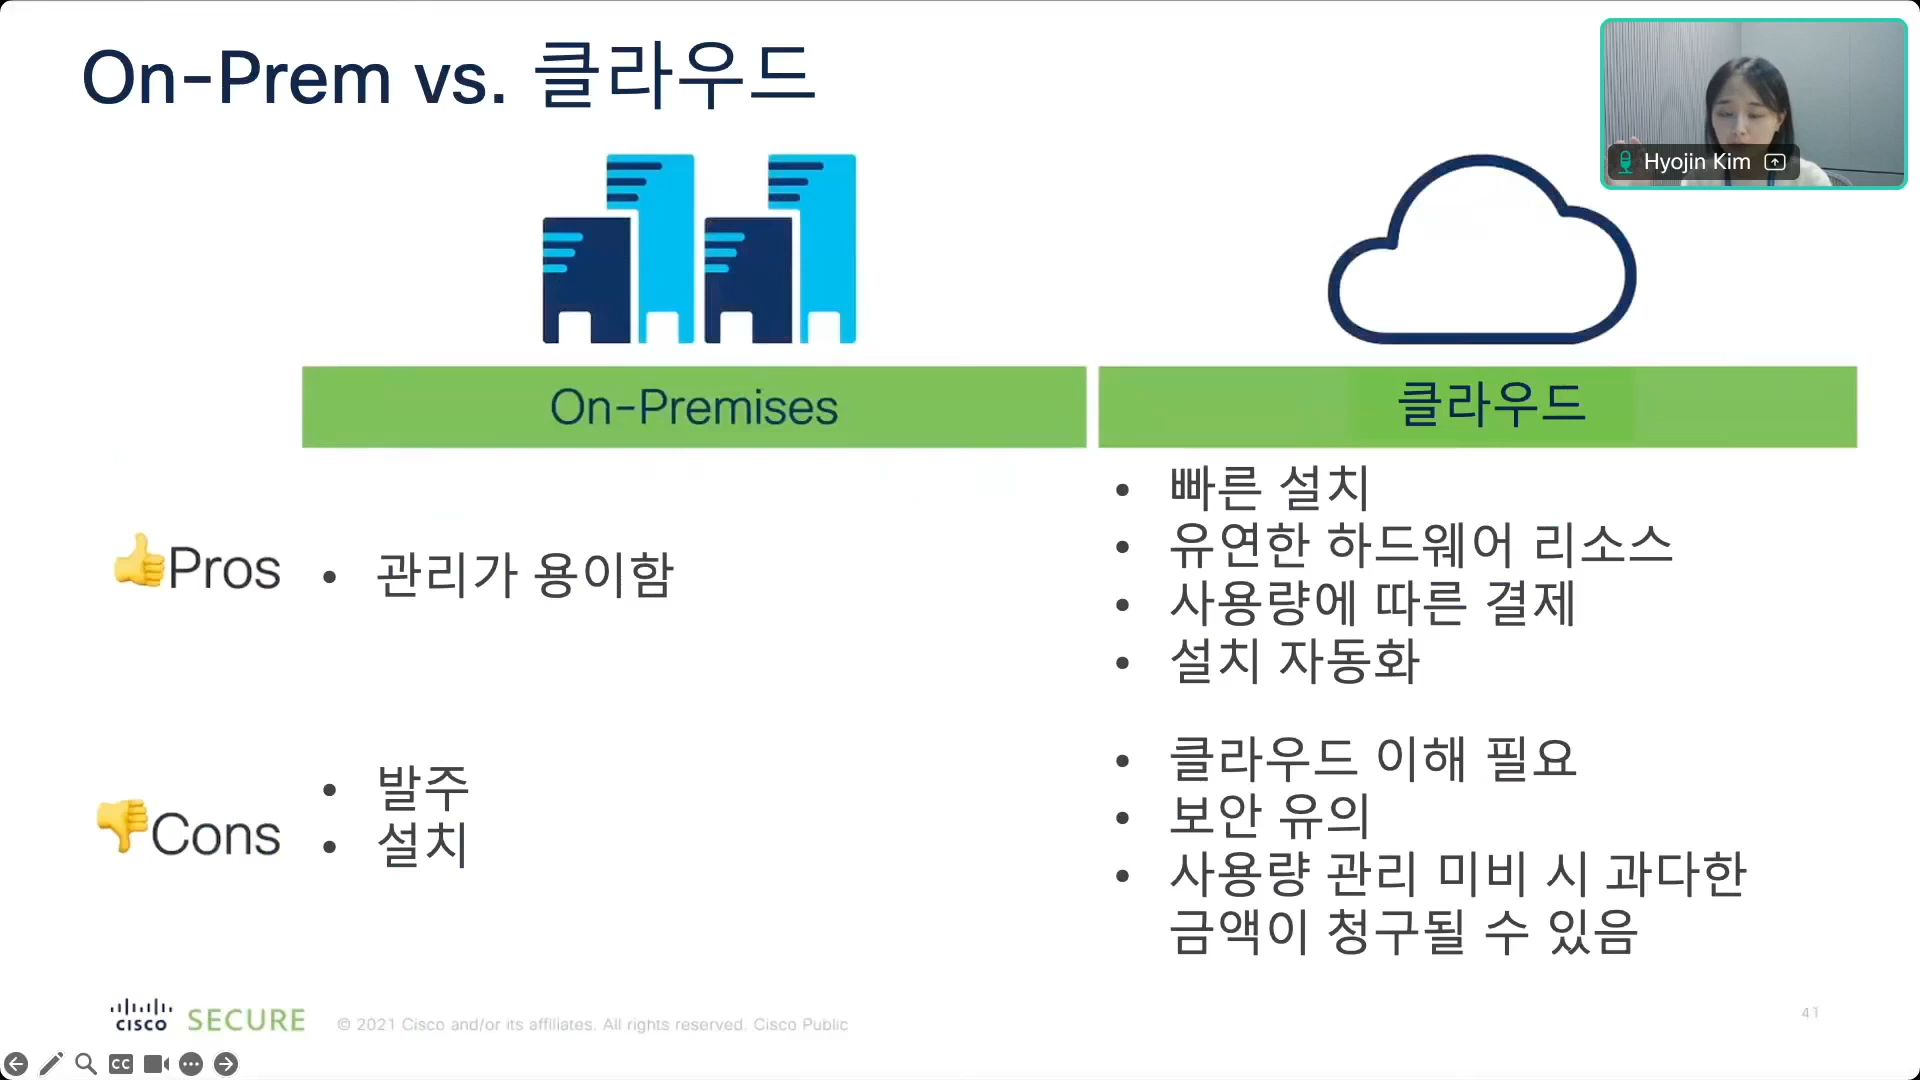 On-Prem vs. 클라우드
Hyojin Kim
On-Premises
클라우드
👍Pros
• 관리가 용이함
• 빠른 설치
• 유연한 하드웨어 리소스
• 사용량에 따른 결제
• 설치 자동화
👎Cons
• 발주
• 설치
• 클라우드 이해 필요
• 보안 유의
• 사용량 관리 미비 시 과다한
금액이 청구될 수 있음
CISCO SECURE
© 2021 Cisco and/or its affiliates. All rights reserved. Cisco Public
41
CC